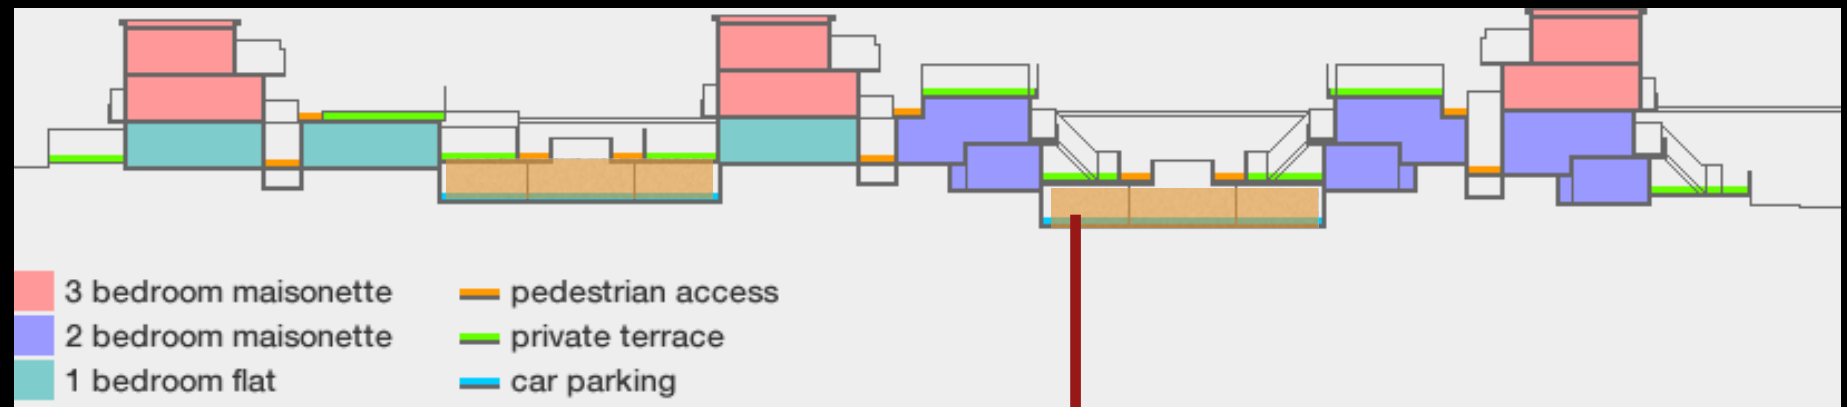 3 bedroom maisonette
2 bedroom maisonette
1 bedroom flat
pedestrian access
private terrace
car parking